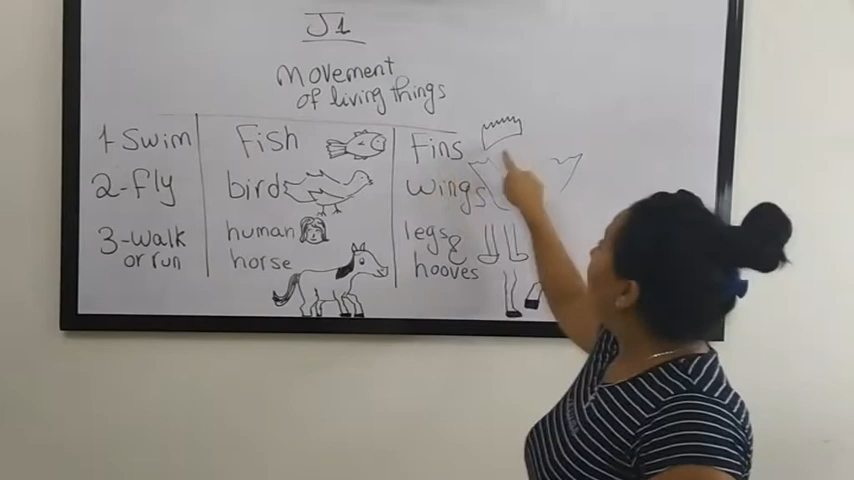 J1
Movement
of living things
1 Swim Fish Fins
2-fly bird wings
3-walk human legs &
or run horse hooves